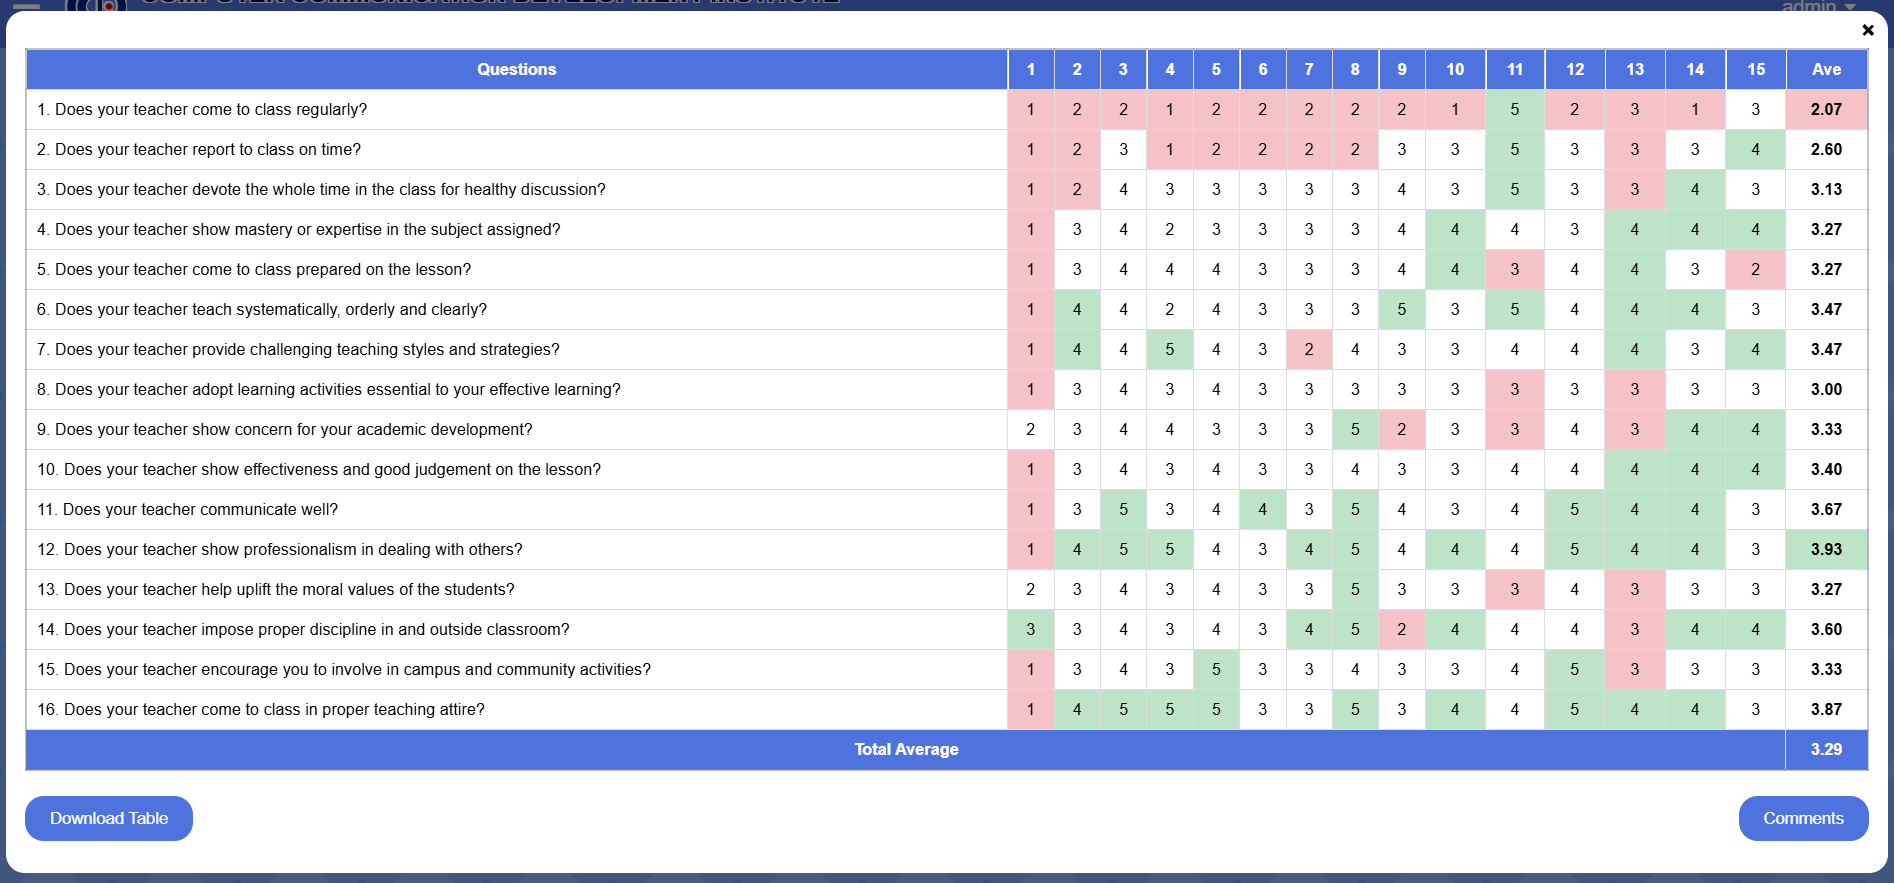 COMPUTER COMMUNICATION DEVELOPMENT INSTITUTE admin
Questions 1 2 3 4 5 6 7 8 9 10 11 12 13 14 15 Ave
1. Does your teacher come to class regularly? 1 2 2 1 2 2 2 2 2 1 5 2 3 1 3 2.07
2. Does your teacher report to class on time? 1 2 3 1 2 2 2 2 3 3 5 3 3 3 4 2.60
3. Does your teacher devote the whole time in the class for healthy discussion? 1 2 4 3 3 3 3 3 4 3 5 3 3 4 3 3.13
4. Does your teacher show mastery or expertise in the subject assigned? 1 3 4 2 3 3 3 3 4 4 4 3 4 4 4 3.27
5. Does your teacher come to class prepared on the lesson? 1 3 4 4 4 3 3 3 4 4 3 4 4 3 2 3.27
6. Does your teacher teach systematically, orderly and clearly? 1 4 4 2 4 3 3 3 5 3 5 4 4 4 3 3.47
7. Does your teacher provide challenging teaching styles and strategies? 1 4 4 5 4 3 2 4 3 3 4 4 4 3 4 3.47
8. Does your teacher adopt learning activities essential to your effective learning? 1 3 4 3 4 3 3 3 3 3 3 3 3 3 3 3.00
9. Does your teacher show concern for your academic development? 2 3 4 4 3 3 3 5 2 3 3 4 3 4 4 3.33
10. Does your teacher show effectiveness and good judgement on the lesson? 1 3 4 3 4 3 3 4 3 3 4 4 4 4 4 3.40
11. Does your teacher communicate well? 1 3 5 3 4 4 3 5 4 3 4 5 4 4 3 3.67
12. Does your teacher show professionalism in dealing with others? 1 4 5 5 4 3 4 5 4 4 4 5 4 4 3 3.93
13. Does your teacher help uplift the moral values of the students? 2 3 4 3 4 3 3 5 3 3 3 4 3 3 3 3.27
14. Does your teacher impose proper discipline in and outside classroom? 3 3 4 3 4 3 4 5 2 4 4 4 3 4 4 3.60
15. Does your teacher encourage you to involve in campus and community activities? 1 3 4 3 5 3 3 4 3 3 4 5 3 3 3 3.33
16. Does your teacher come to class in proper teaching attire? 1 4 5 5 5 3 3 5 3 4 4 5 4 4 3 3.87
Total Average 3.29
Download Table Comments